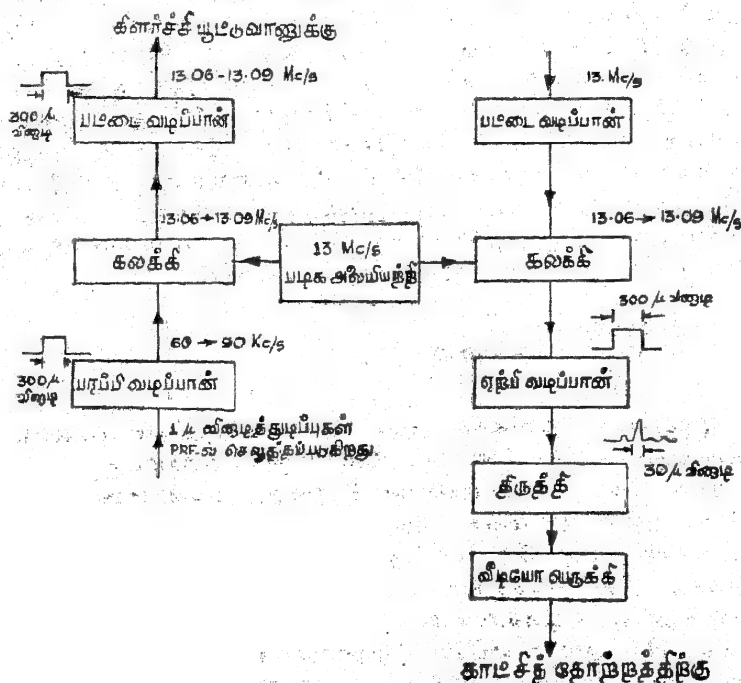 கிளர்ச்சி யூட்டுவானுக்கு
13.06-13.09 Mc/s
300μ
விநாடி
பட்டை வடிப்பான்
13.06→13.09 Mc/s
கலக்கி
60 → 90 Kc/s
300μ
விநாடி
பரப்பி வடிப்பான்
1μ விநாடித்துடிப்புகள்
PRF-ல் செலுத்தப்படுகிறது.
13 Mc/s
படிக அலையியற்றி
13. Mc/s
பட்டை வடிப்பான்
13.06 → 13.09 Mc/s
கலக்கி
300μ விநாடி
ஏற்பி வடிப்பான்
30μ விநாடி
திருத்தி
வீடியோ பெருக்கி
காட்சித் தோற்றத்திற்கு